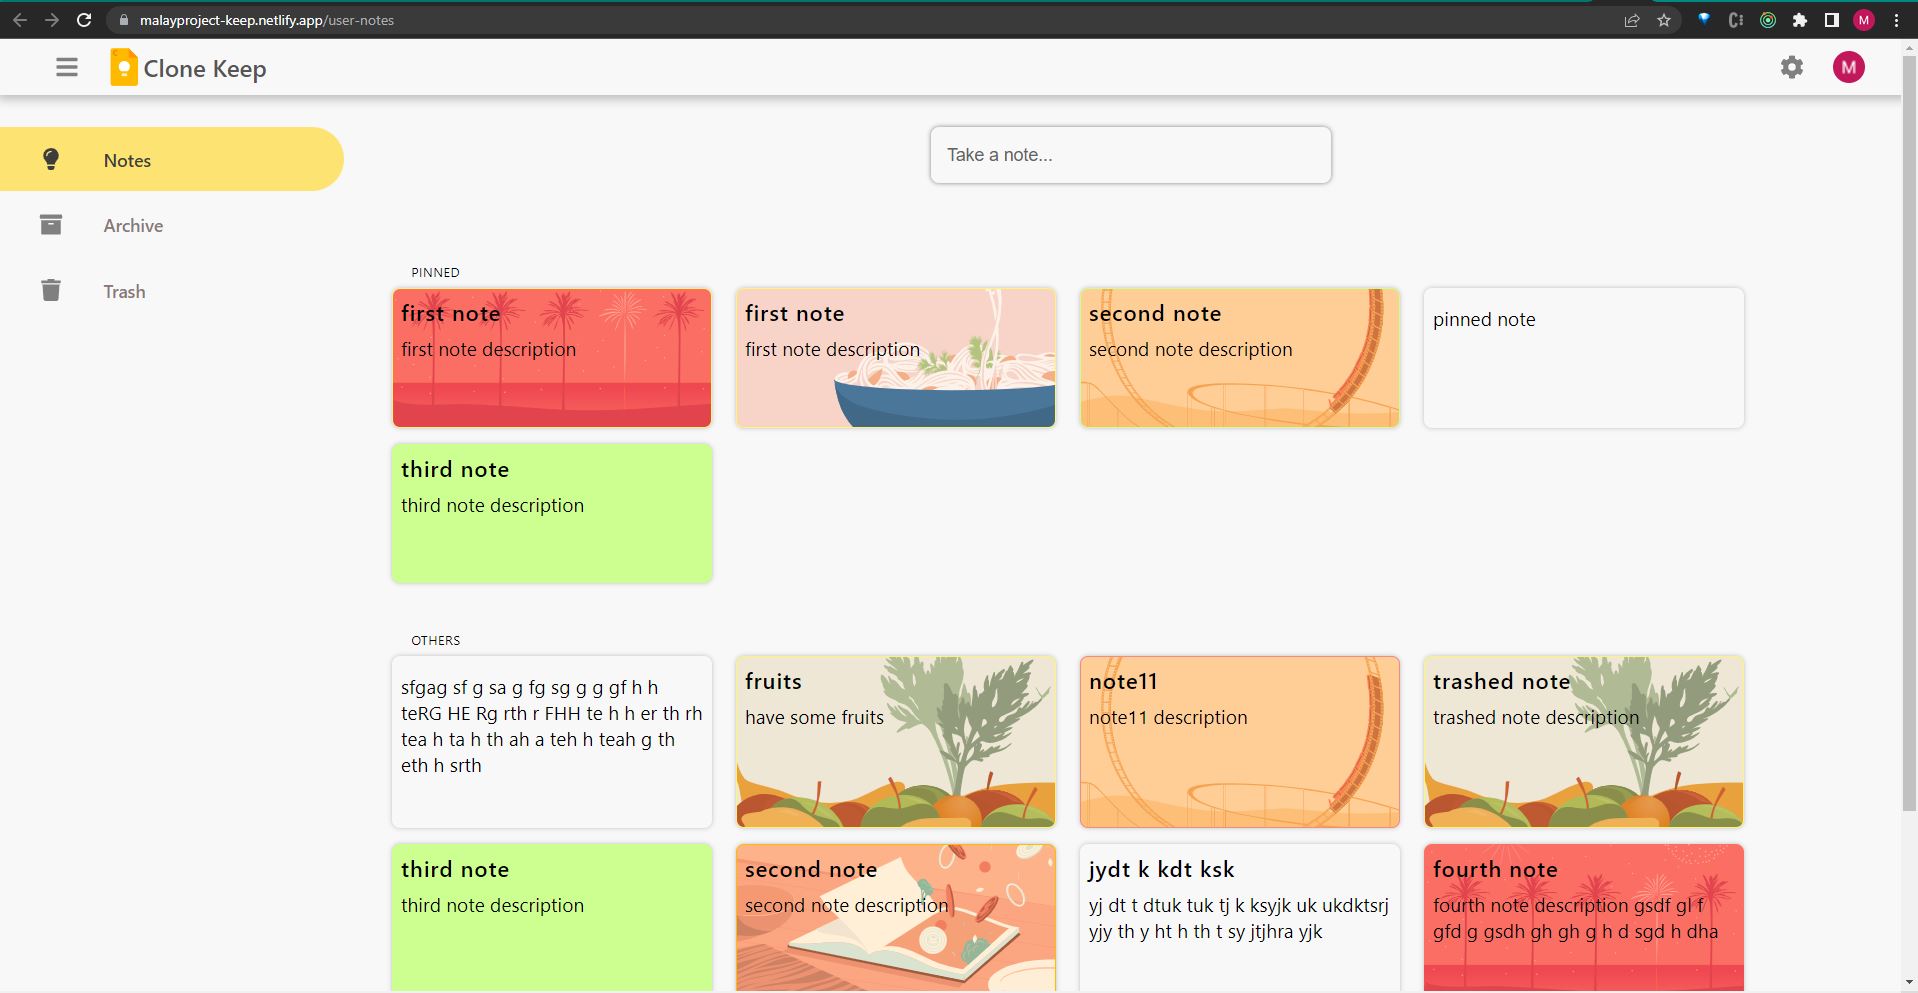 malayproject-keep.netlify.app/user-notes
M
Clone Keep
M
Notes
Archive
Trash
Take a note...
PINNED
first note
first note description
first note
first note description
second note
second note description
pinned note
third note
third note description
OTHERS
sfgag sf g sa g fg sg g g gf h h
teRG HE Rg rth r FHH te h h er th rh
tea h ta h th ah a teh h teah g th
eth h srth
fruits
have some fruits
note11
note11 description
trashed note
trashed note description
third note
third note description
second note
second note description
jydt k kdt ksk
yj dt t dtuk tuk tj k ksyjk uk ukdktsrj
yjy th y ht h th t sy jtjhra yjk
fourth note
fourth note description gsdf gl f
gfd g gsdh gh gh g h d sgd h dha